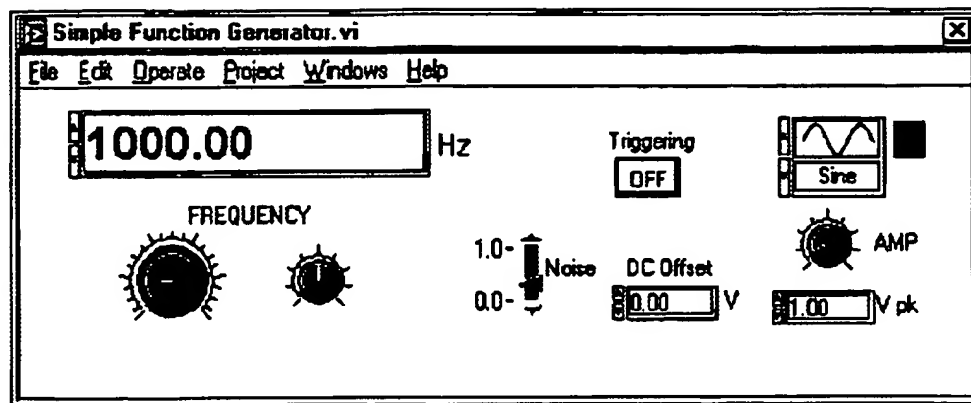 Simple Function Generator.vi
File Edit Operate Project Windows Help
1000.00 Hz
Triggering
OFF
Sine
FREQUENCY
AMP
1.0-
Noise
0.0-
DC Offset
0.00 V
1.00 V pk